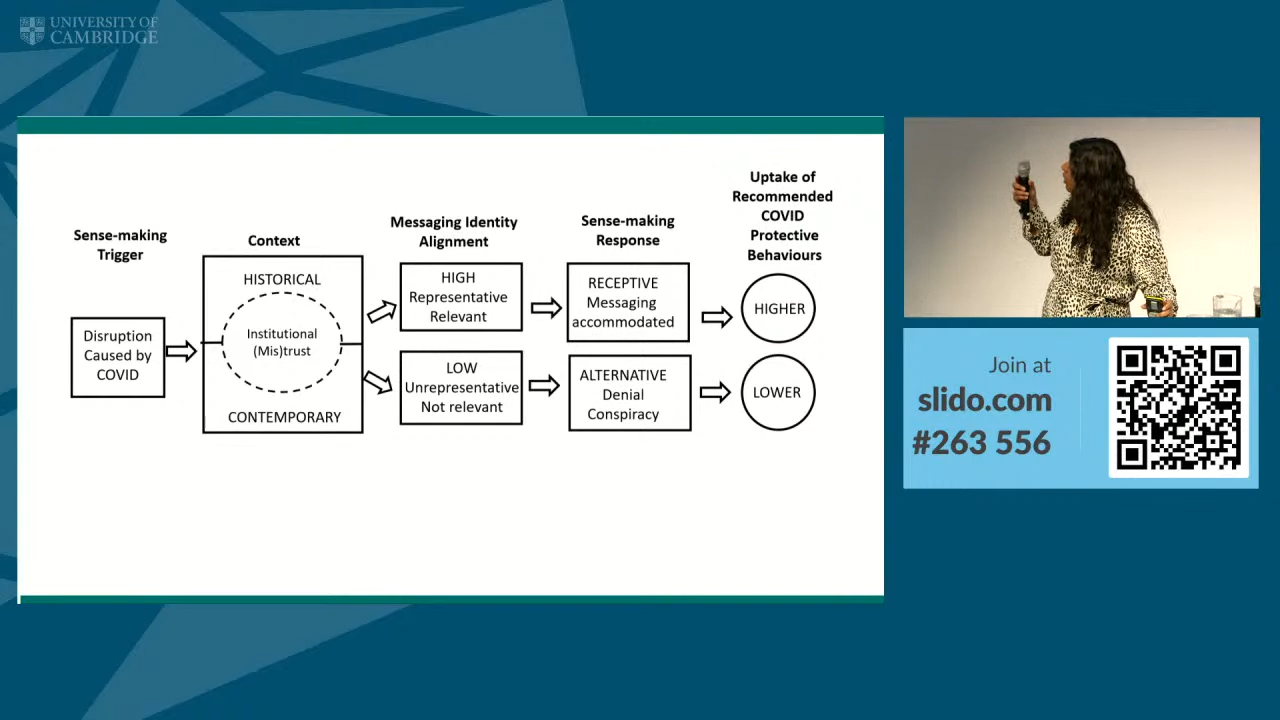 UNIVERSITY OF
CAMBRIDGE
Sense-making
Trigger
Disruption
Caused by
COVID
Context
HISTORICAL
Institutional
(Mis)trust
CONTEMPORARY
Messaging Identity
Alignment
HIGH
Representative
Relevant
LOW
Unrepresentative
Not relevant
Sense-making
Response
RECEPTIVE
Messaging
accommodated
ALTERNATIVE
Denial
Conspiracy
Uptake of
Recommended
COVID
Protective
Behaviours
HIGHER
LOWER
Join at
slido.com
#263 556